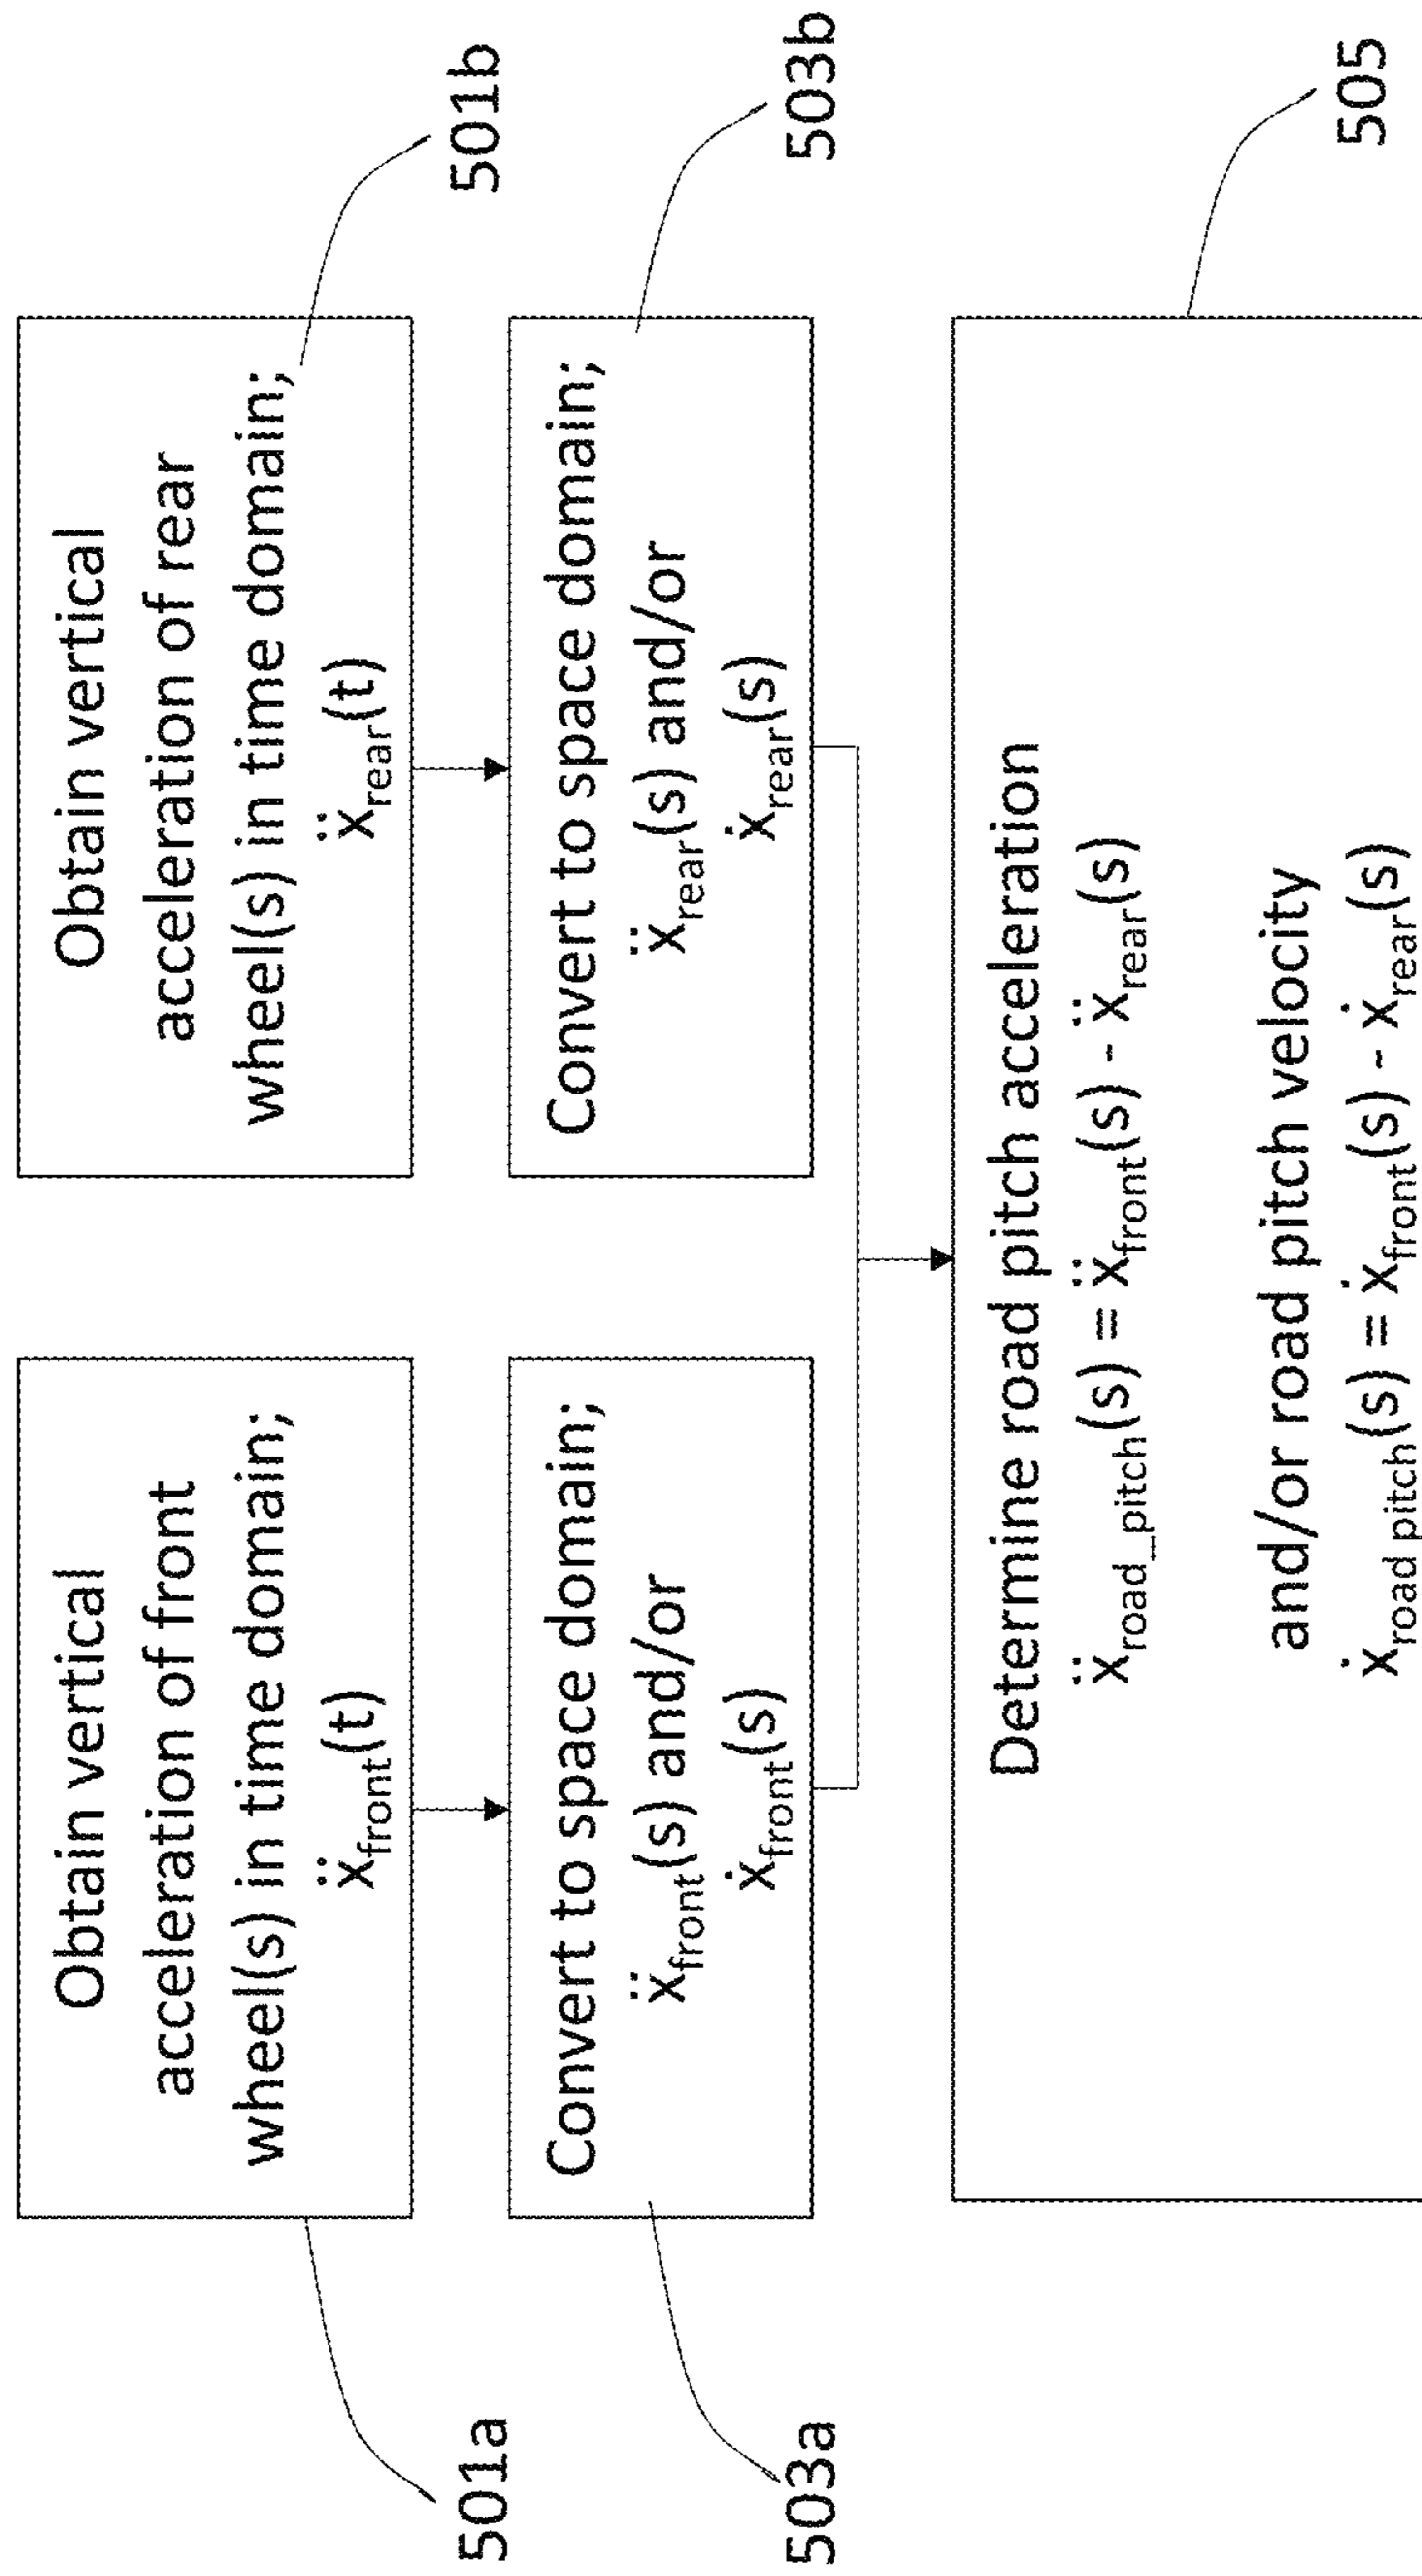 501a
Obtain vertical
acceleration of front
wheel(s) in time domain;
ẍfront(t)
Obtain vertical
acceleration of rear
wheel(s) in time domain;
ẍrear(t)
501b
503a
Convert to space domain;
ẍfront(s) and/or
ẋfront(s)
Convert to space domain;
ẍrear(s) and/or
ẋrear(s)
503b
Determine road pitch acceleration
ẍroad_pitch(s) = ẍfront(s) - ẍrear(s)
and/or road pitch velocity
ẋroad pitch(s) = ẋfront(s) - ẋrear(s)
505